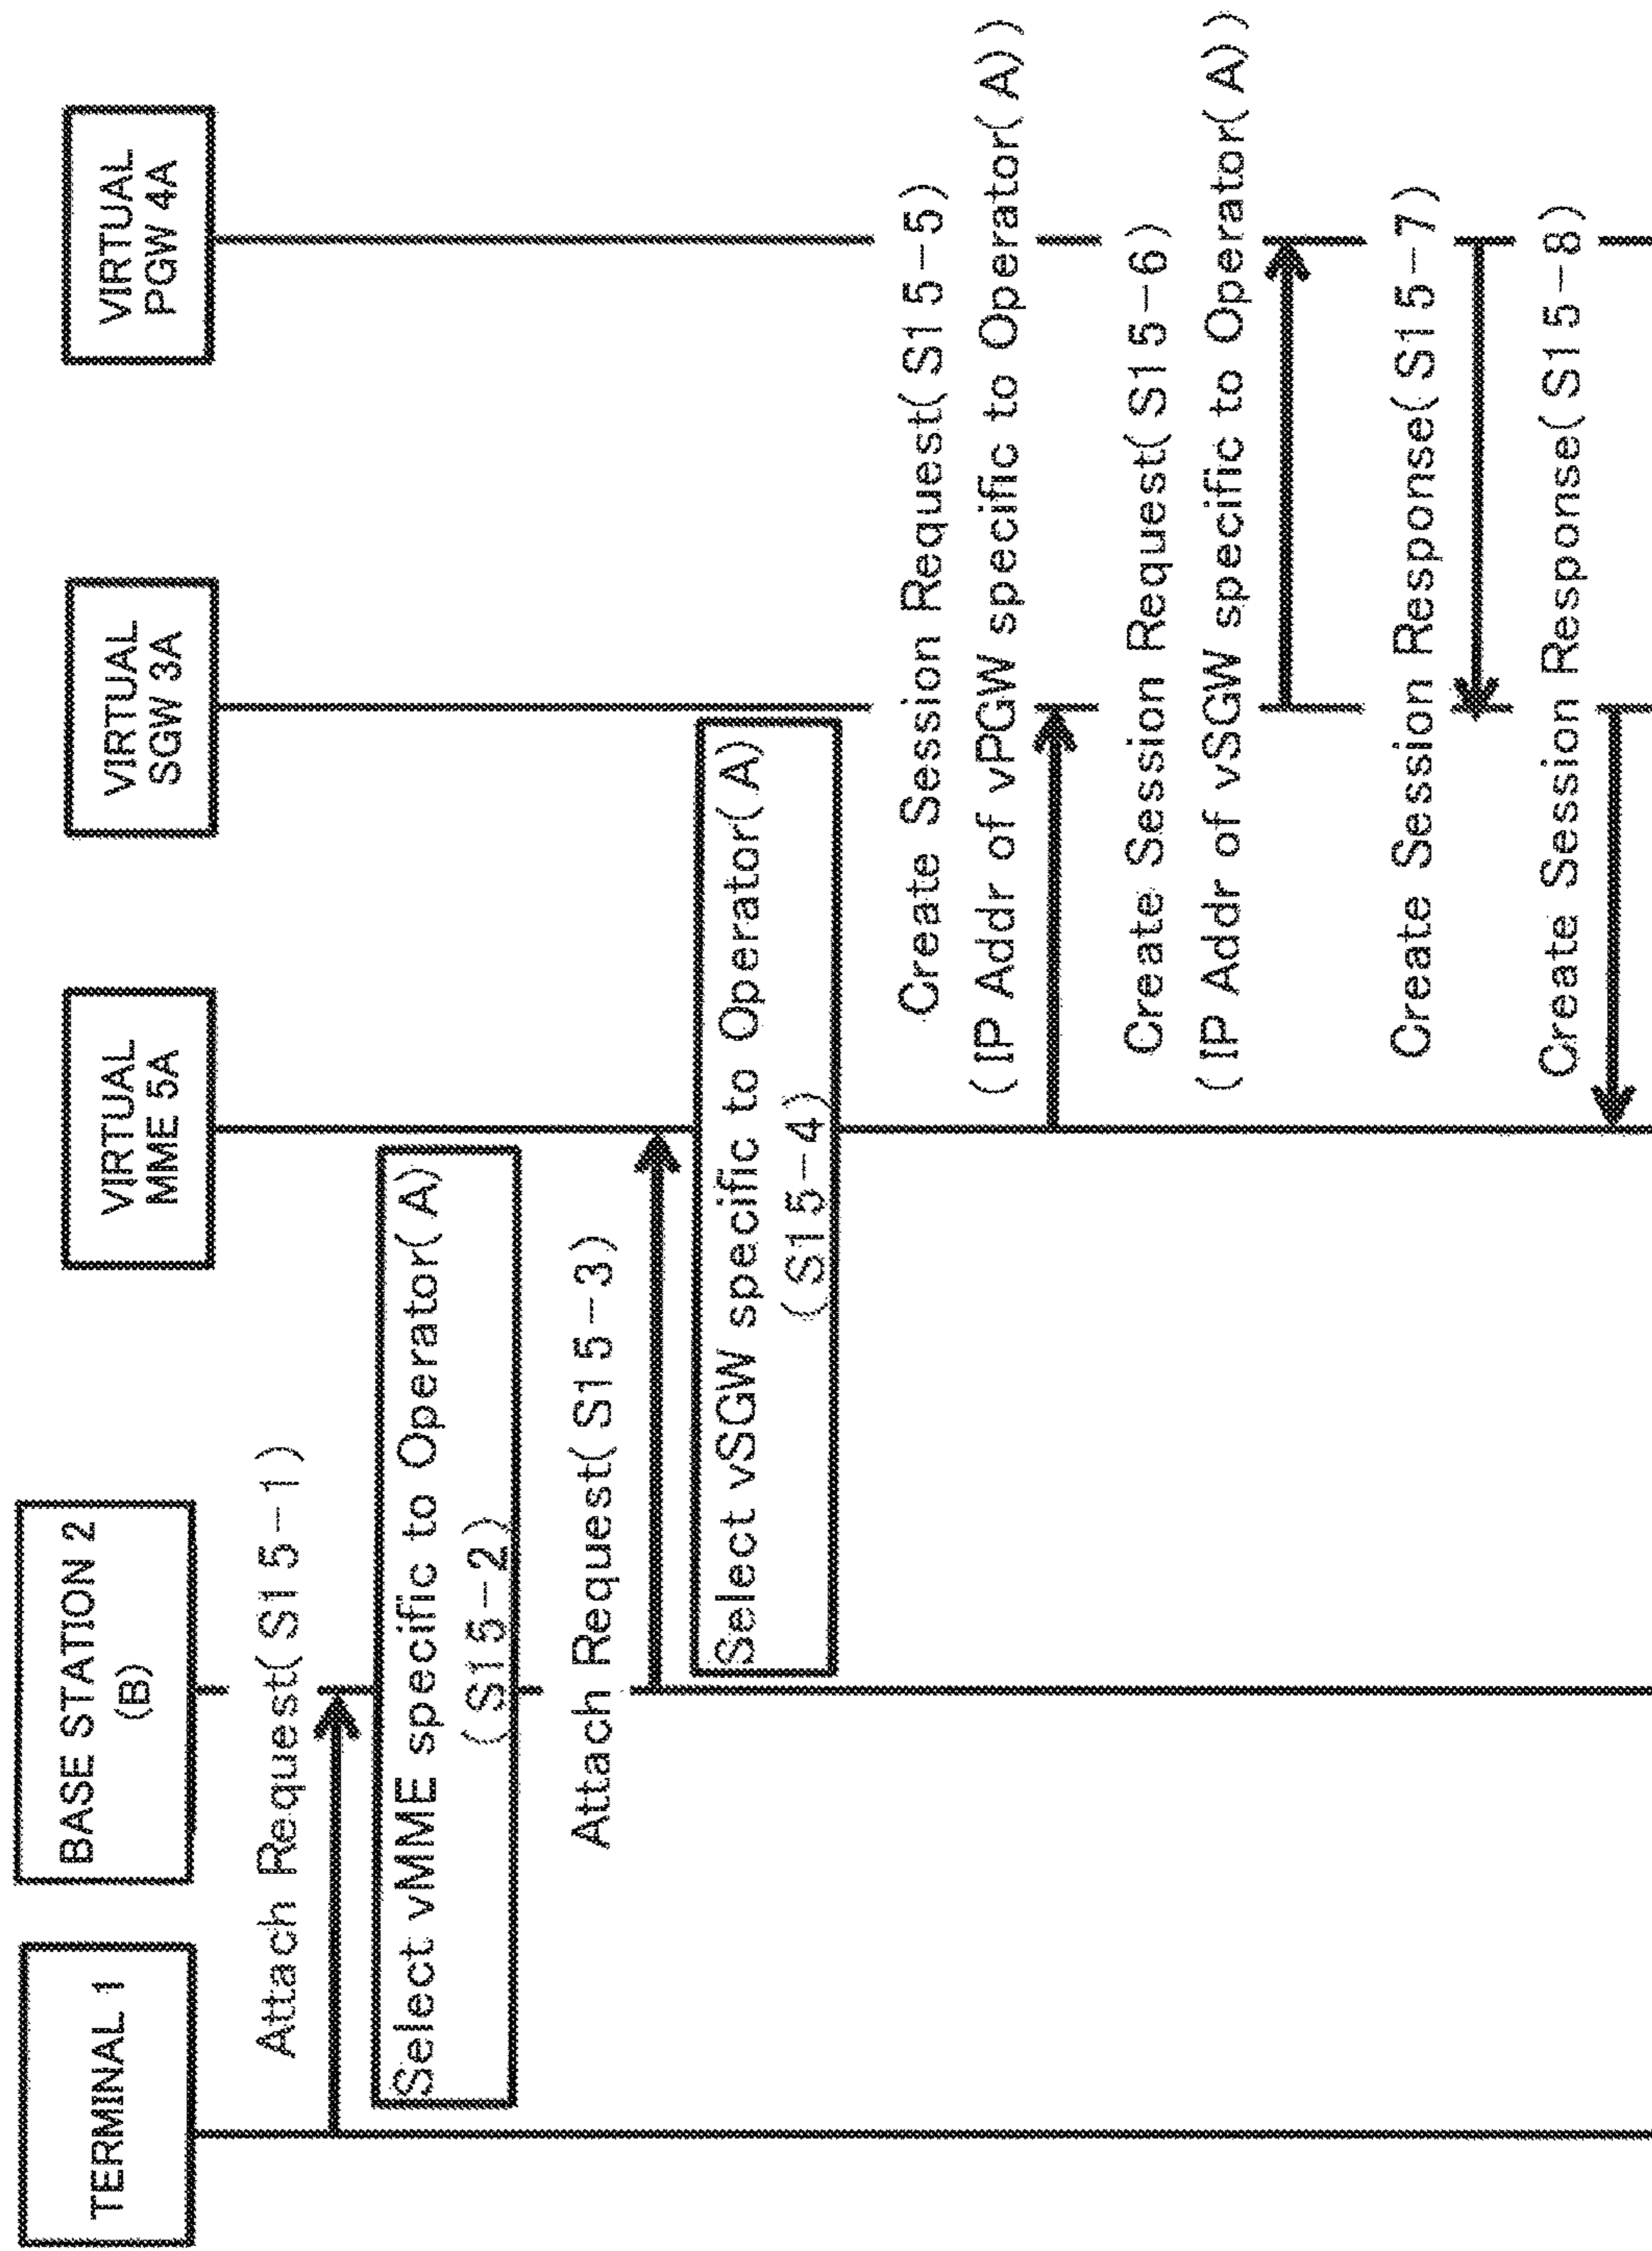 TERMINAL 1
BASE STATION 2
(B)
VIRTUAL
MME 5A
VIRTUAL
SGW 3A
VIRTUAL
PGW 4A
Attach Request(S15-1)
Select vMME specific to Operator(A)
(S15-2)
Attach Request(S15-3)
Select vSGW specific to Operator(A)
(S15-4)
Create Session Request(S15-5)
(IP Addr of vPGW specific to Operator(A))
Create Session Request(S15-6)
(IP Addr of vSGW specific to Operator(A))
Create Session Response(S15-7)
Create Session Response(S15-8)